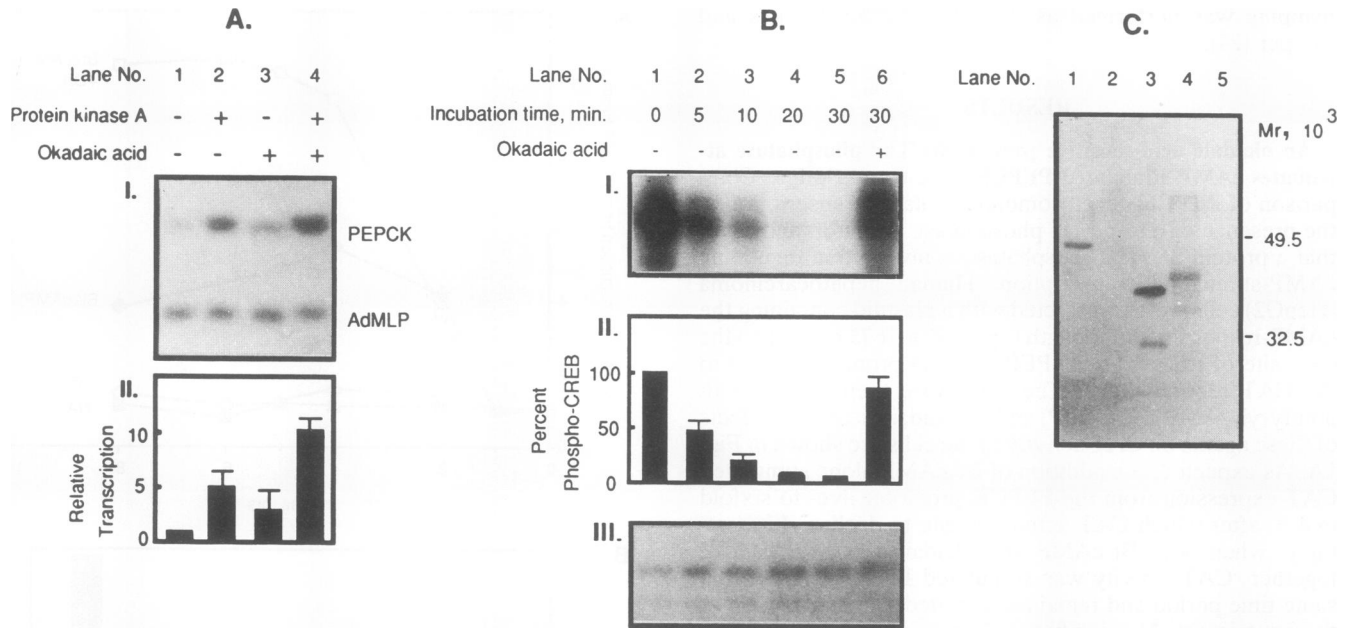 A.
Lane No. 1 2 3 4
Protein kinase A - + - +
Okadaic acid - - + +
I.
PEPCK
AdMLP
II.
Relative Transcription
10
5
0
B.
Lane No. 1 2 3 4 5 6
Incubation time, min. 0 5 10 20 30 30
Okadaic acid - - - - - +
I.
II.
Percent Phospho-CREB
100
50
0
III.
C.
Lane No. 1 2 3 4 5
Mr, 10 3
- 49.5
- 32.5